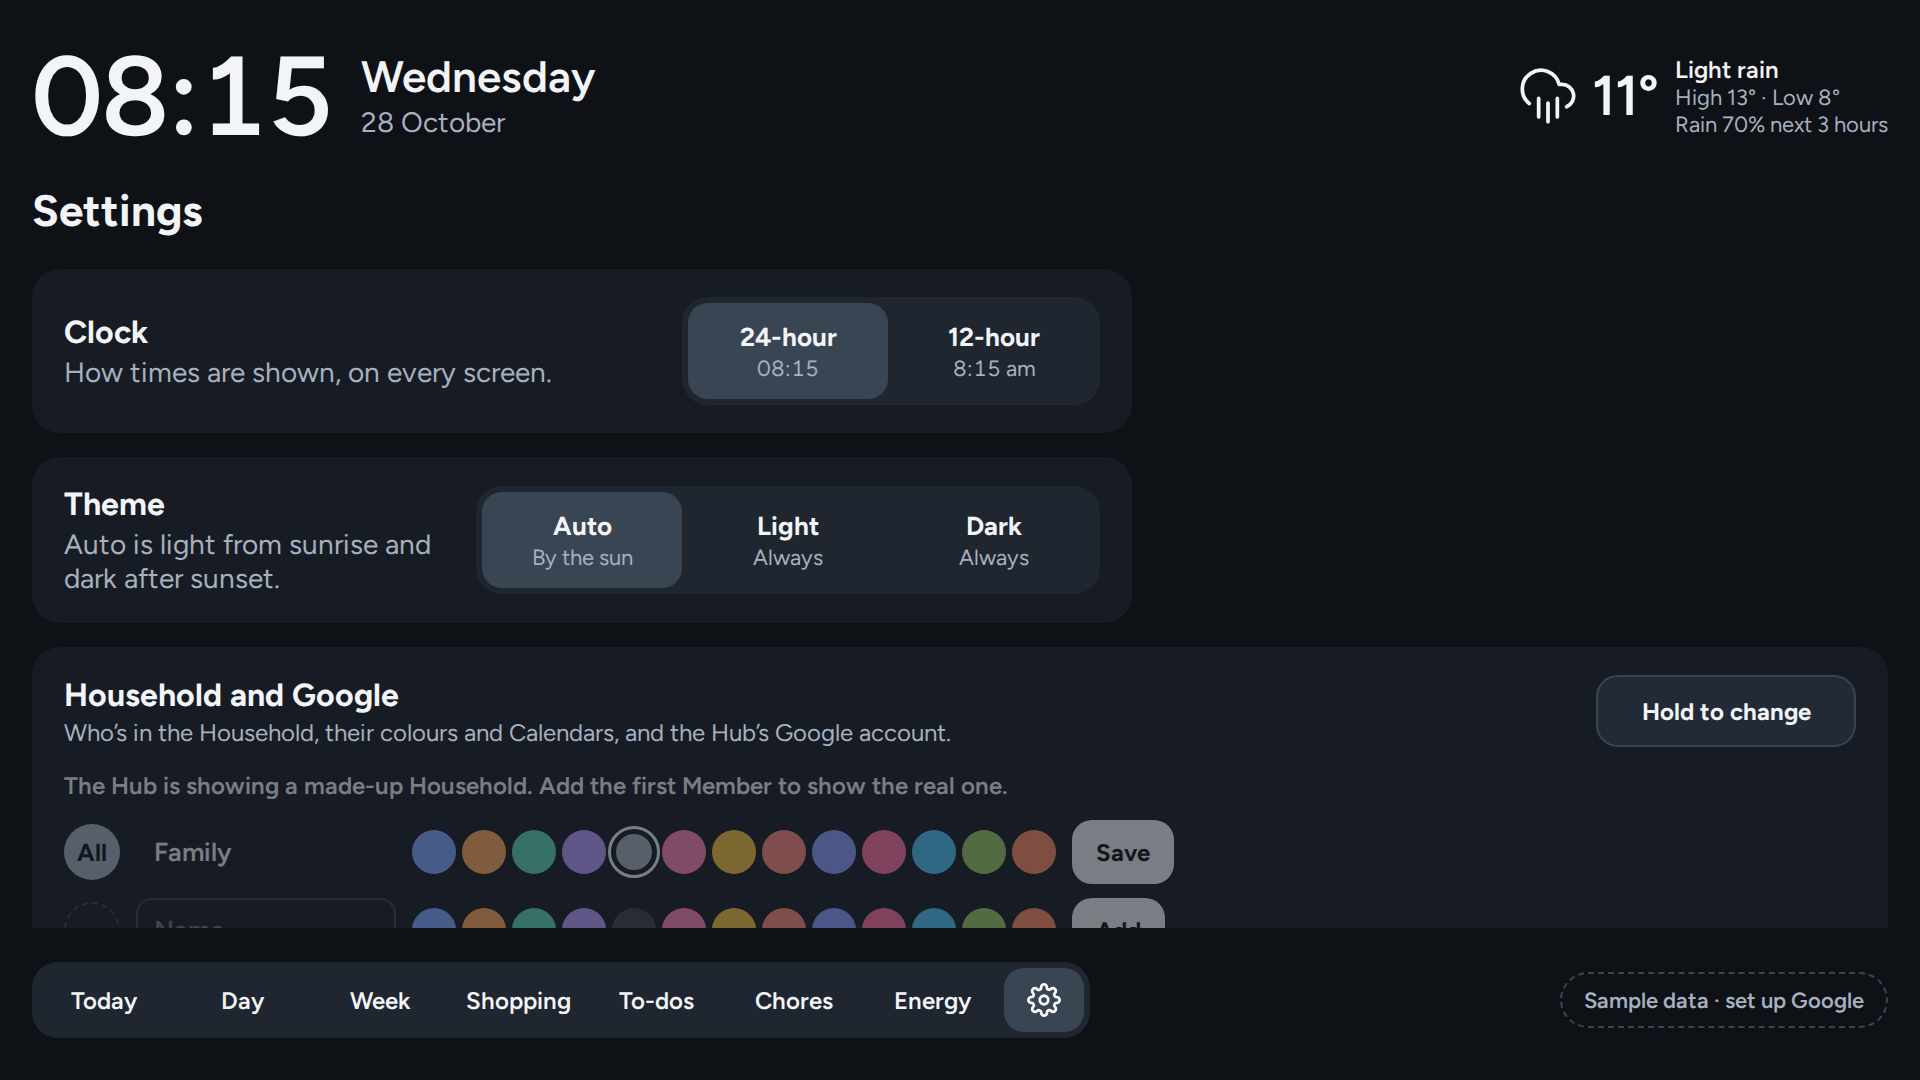 08:15
Wednesday
28 October
11°
Light rain
High 13° · Low 8°
Rain 70% next 3 hours
Settings
Clock
How times are shown, on every screen.
24-hour
08:15
12-hour
8:15 am
Theme
Auto is light from sunrise and
dark after sunset.
Auto
By the sun
Light
Always
Dark
Always
Household and Google
Who’s in the Household, their colours and Calendars, and the Hub’s Google account.
Hold to change
The Hub is showing a made-up Household. Add the first Member to show the real one.
All
Family
Save
Name
Add
Today
Day
Week
Shopping
To-dos
Chores
Energy
Sample data · set up Google